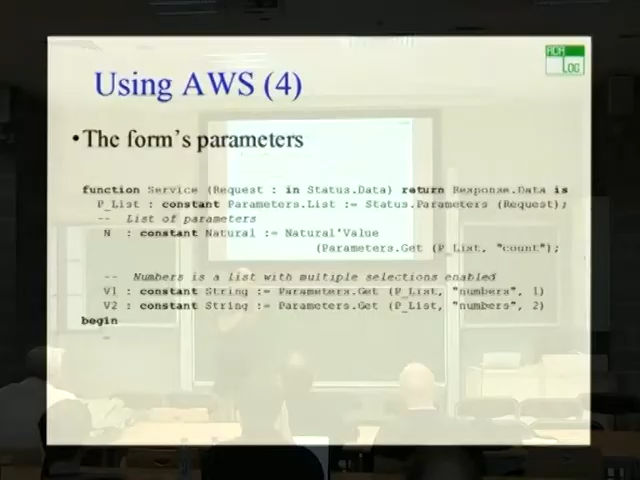 ADA
LOG
Using AWS (4)
•The form's parameters
function Service (Request : in Status.Data) return Response.Data is
P_List : constant Parameters.List := Status.Parameters (Request);
-- List of parameters
N : constant Natural := Natural'Value
(Parameters.Get (P_List, "count");
-- Numbers is a list with multiple selections enabled
V1 : constant String := Parameters.Get (P_List, "numbers", 1)
V2 : constant String := Parameters.Get (P_List, "numbers", 2)
begin